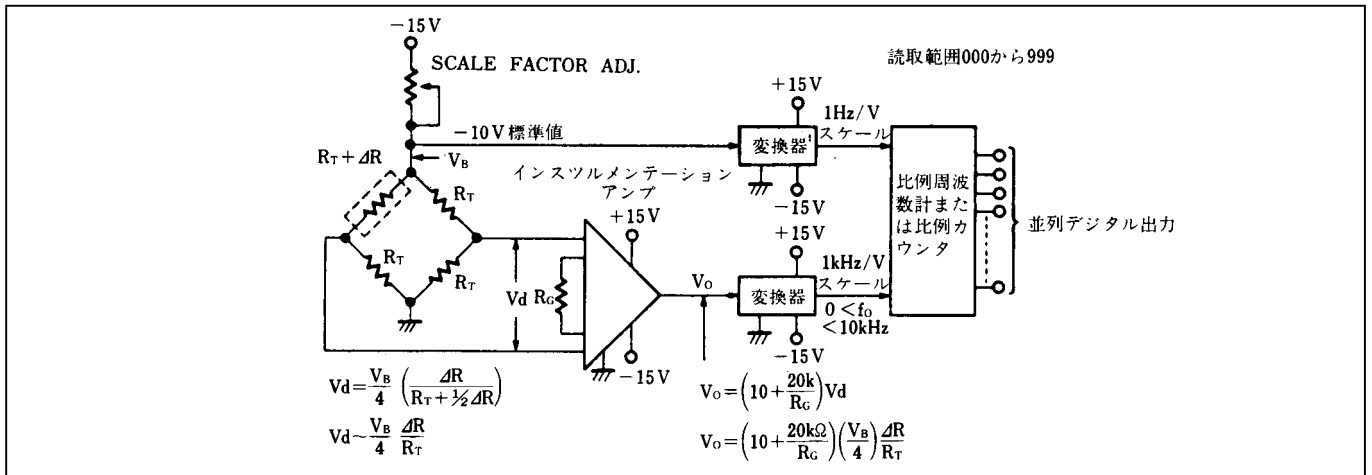 −15V
SCALE FACTOR ADJ.
読取範囲000から999
+15V
1Hz/V
スケール
−10V標準値
変換器¹
R_T+ΔR
V_B
インスツルメンテーション
アンプ
R_T
−15V
比例周波
数計また
は比例カ
ウンタ
並列デジタル出力
+15V
+15V
1kHz/V
スケール
R_T
R_T
Vd
R_G
V_O
変換器
0<f_O
<10kHz
−15V
−15V
Vd=V_B/4 (ΔR/(R_T+½ΔR))
V_O=(10+20k/R_G)Vd
Vd~V_B/4 ΔR/R_T
V_O=(10+20kΩ/R_G)(V_B/4)ΔR/R_T